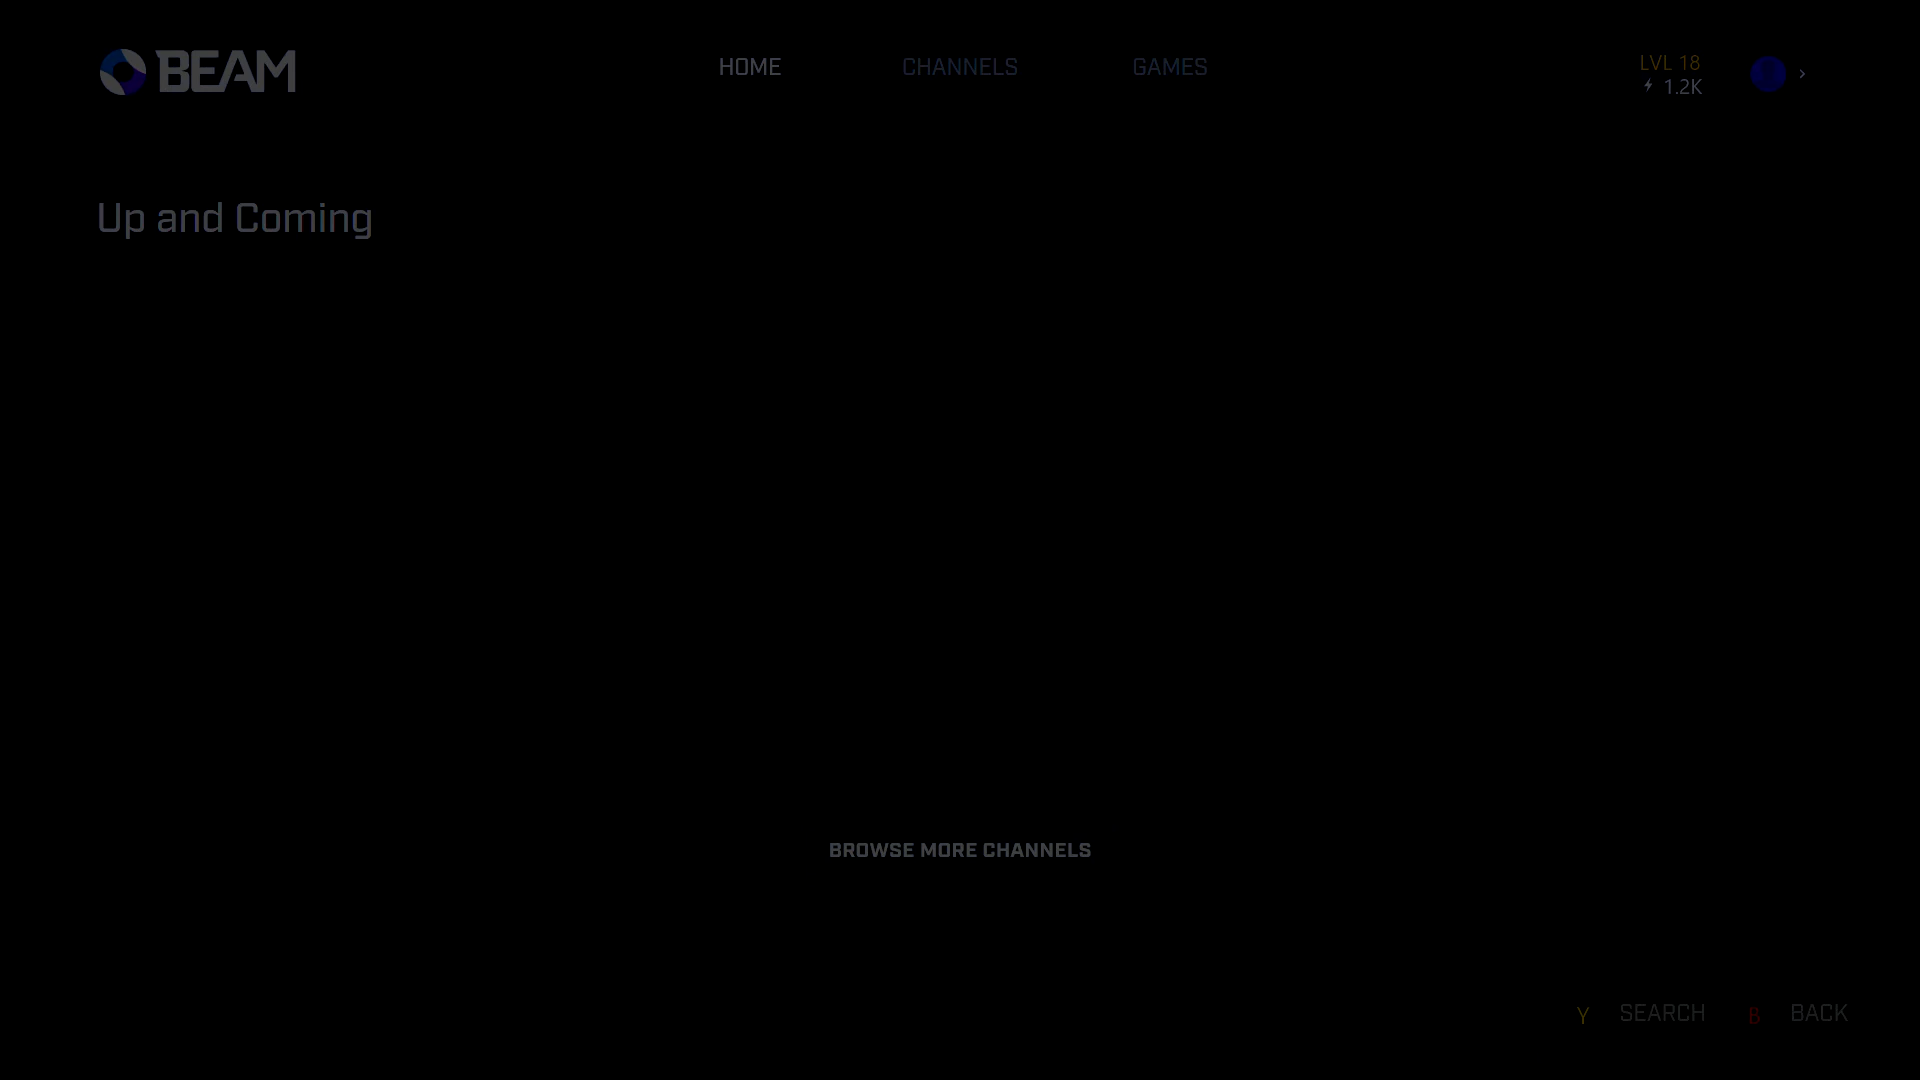 BEAM
HOME
CHANNELS
GAMES
LVL 18
1.2K
Up and Coming
BROWSE MORE CHANNELS
Y SEARCH B BACK